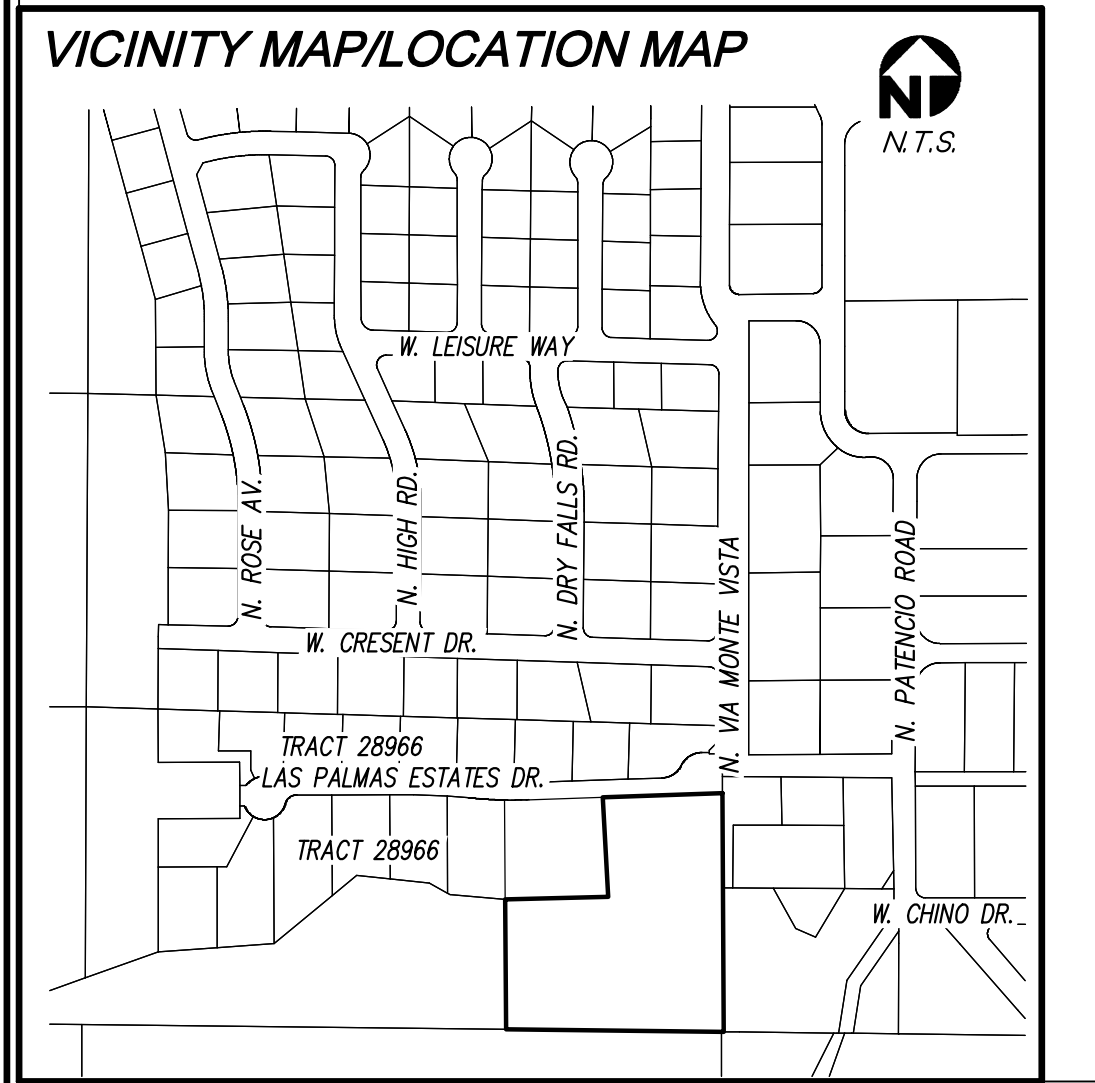 VICINITY MAP/LOCATION MAP
N
N.T.S.
W. LEISURE WAY
N. ROSE AV.
N. HIGH RD.
N. DRY FALLS RD.
N. VIA MONTE VISTA
N. PATENCIO ROAD
W. CRESENT DR.
TRACT 28966
LAS PALMAS ESTATES DR.
TRACT 28966
W. CHINO DR.